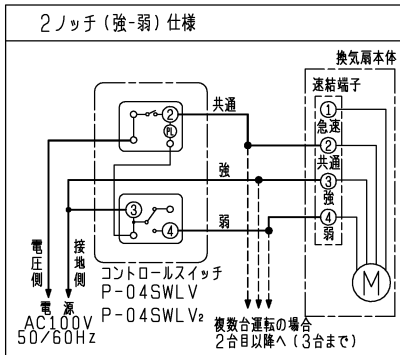 2ノッチ(強-弱)仕様
換気扇本体
速結端子
共通
②
①
PL
急速
②
共通
強
③
③
強
弱
④
④
弱
M
電圧側
接地側
コントロールスイッチ
P-04SWLV
P-04SWLV₂
電源
AC100V
50/60Hz
複数台運転の場合
2台目以降へ(3台まで)